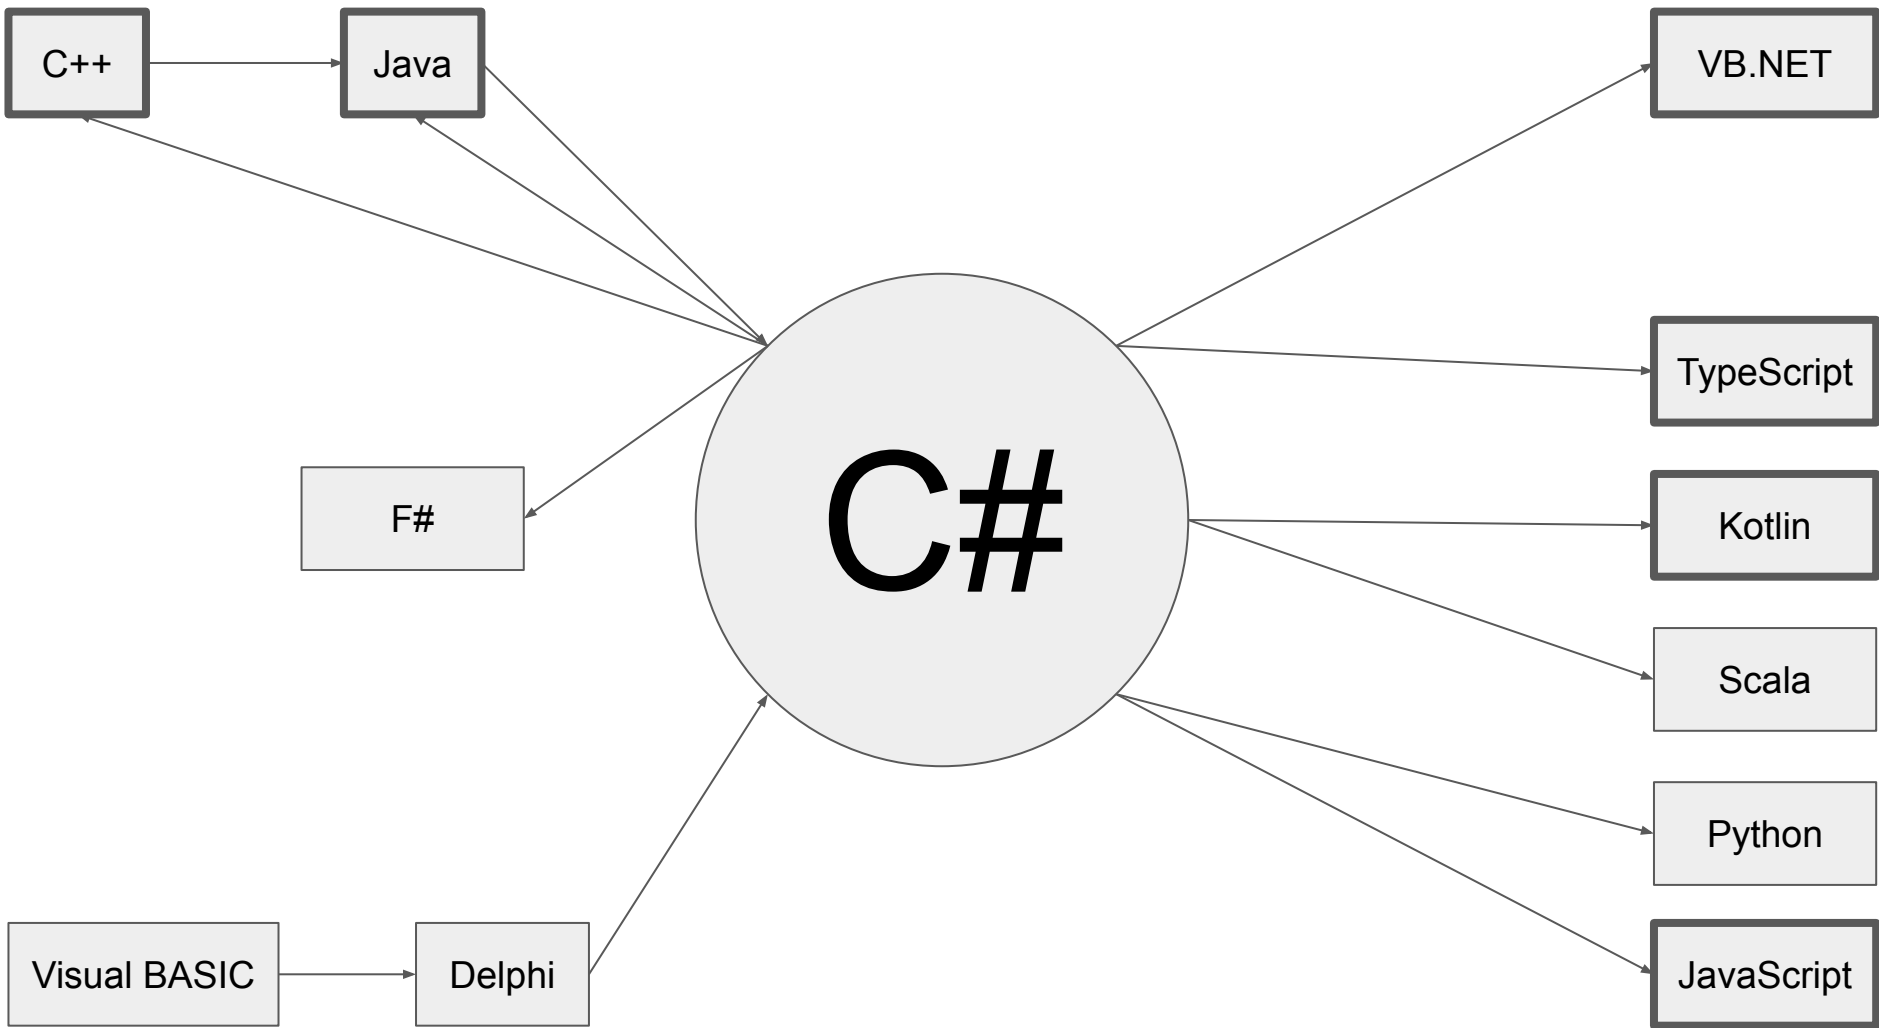 C++
Java
VB.NET
TypeScript
F#
C#
Kotlin
Scala
Python
Visual BASIC
Delphi
JavaScript